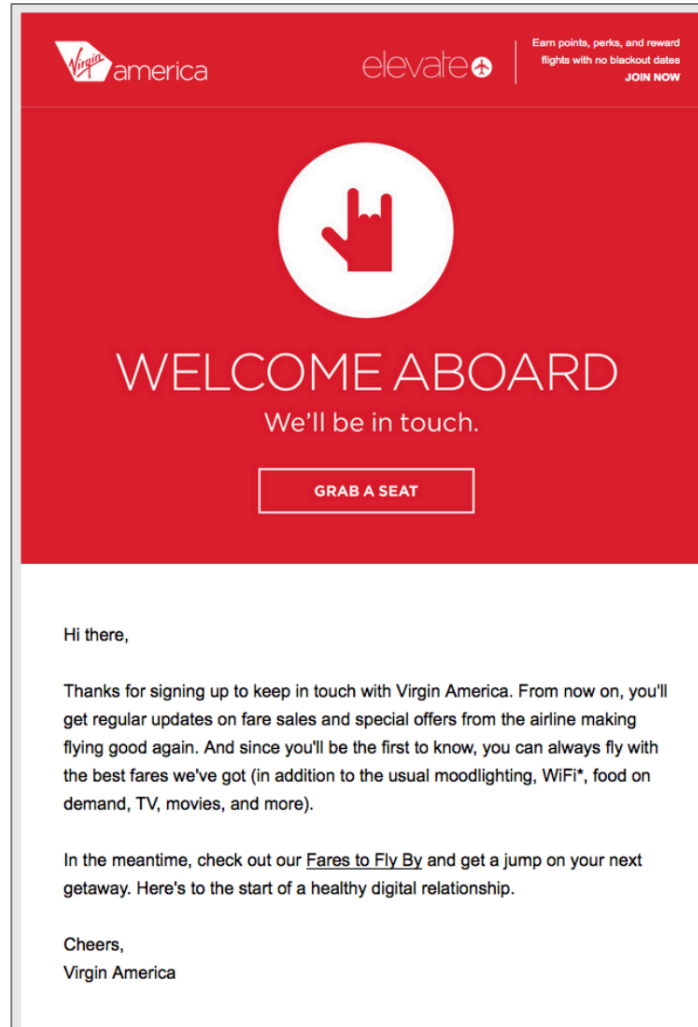 Virgin america
elevate
Earn points, perks, and reward
flights with no blackout dates
JOIN NOW
WELCOME ABOARD
We'll be in touch.
GRAB A SEAT
Hi there,
Thanks for signing up to keep in touch with Virgin America. From now on, you'll
get regular updates on fare sales and special offers from the airline making
flying good again. And since you'll be the first to know, you can always fly with
the best fares we've got (in addition to the usual moodlighting, WiFi*, food on
demand, TV, movies, and more).
In the meantime, check out our Fares to Fly By and get a jump on your next
getaway. Here's to the start of a healthy digital relationship.
Cheers,
Virgin America